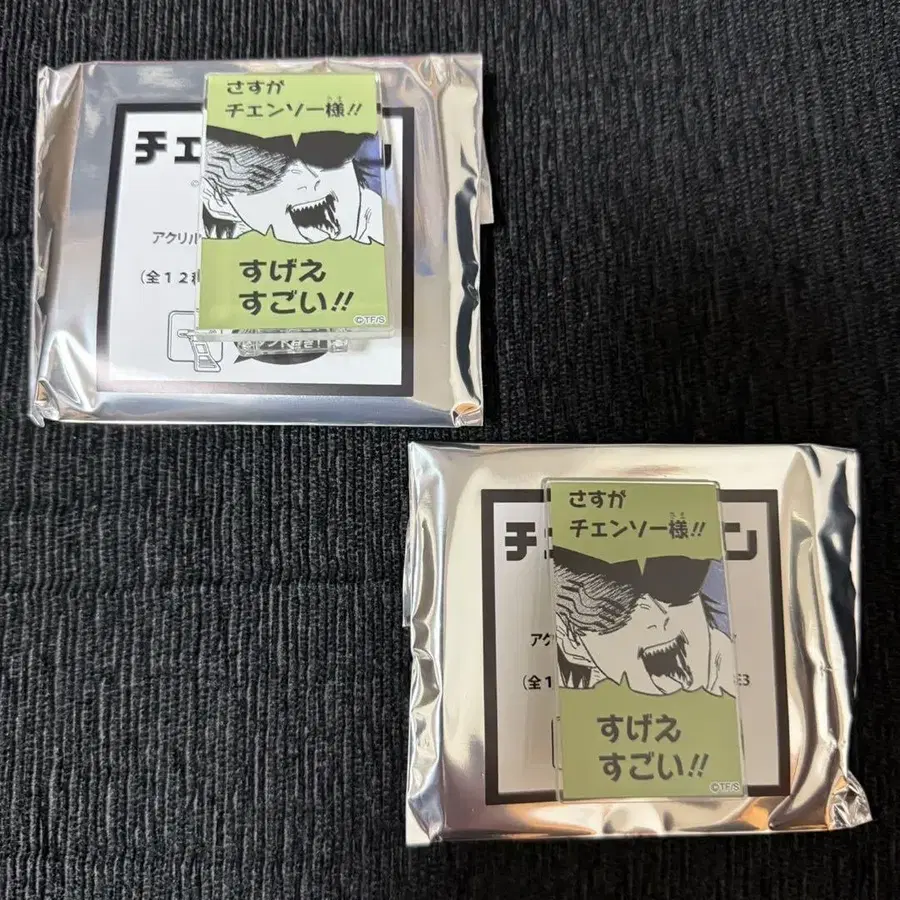 さすが
チェンソー様!!
すげえ
すごい!!
©TF/S
チェ
ン
アクリル
(全12種
さすが
チェンソー様!!
すげえ
すごい!!
©TF/S
チ
ン
アク
(全1